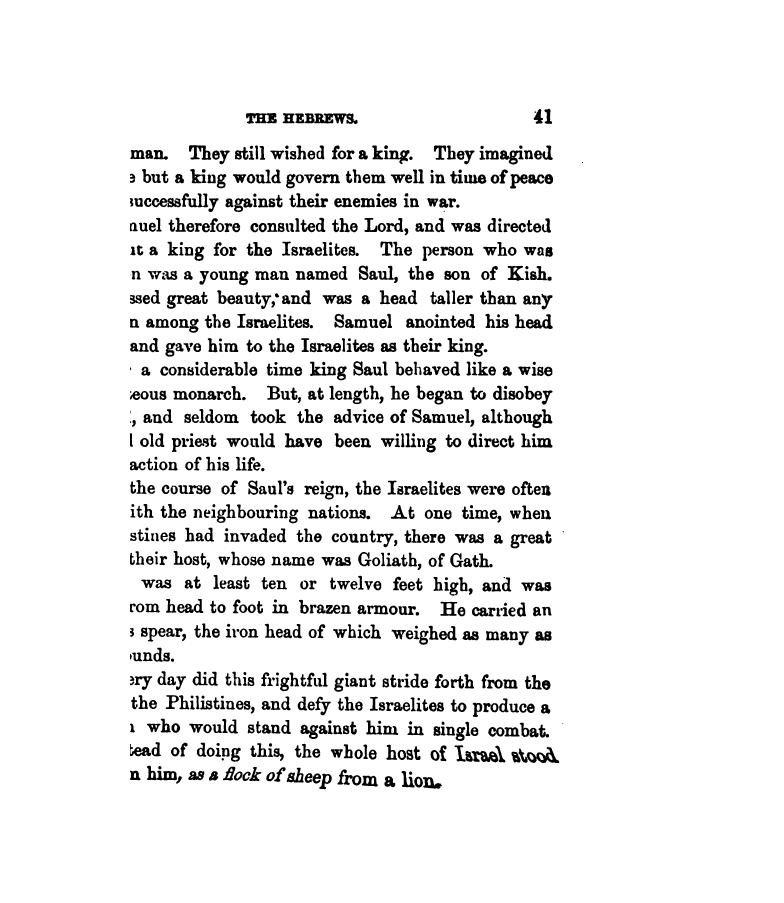 THE HEBREWS. 41
man. They still wished for a king. They imagined
but a king would govern them well in time of peace
successfully against their enemies in war.
nuel therefore consulted the Lord, and was directed
a king for the Israelites. The person who was
n was a young man named Saul, the son of Kish.
ssed great beauty, and was a head taller than any
n among the Israelites. Samuel anointed his head
and gave him to the Israelites as their king.
a considerable time king Saul behaved like a wise
eous monarch. But, at length, he began to disobey
, and seldom took the advice of Samuel, although
old priest would have been willing to direct him
action of his life.
the course of Saul's reign, the Israelites were often
ith the neighbouring nations. At one time, when
stines had invaded the country, there was a great
their host, whose name was Goliath, of Gath.
was at least ten or twelve feet high, and was
rom head to foot in brazen armour. He carried an
spear, the iron head of which weighed as many as
unds.
ery day did this frightful giant stride forth from the
the Philistines, and defy the Israelites to produce a
who would stand against him in single combat.
tead of doing this, the whole host of Israel stood
n him, as a flock of sheep from a lion.